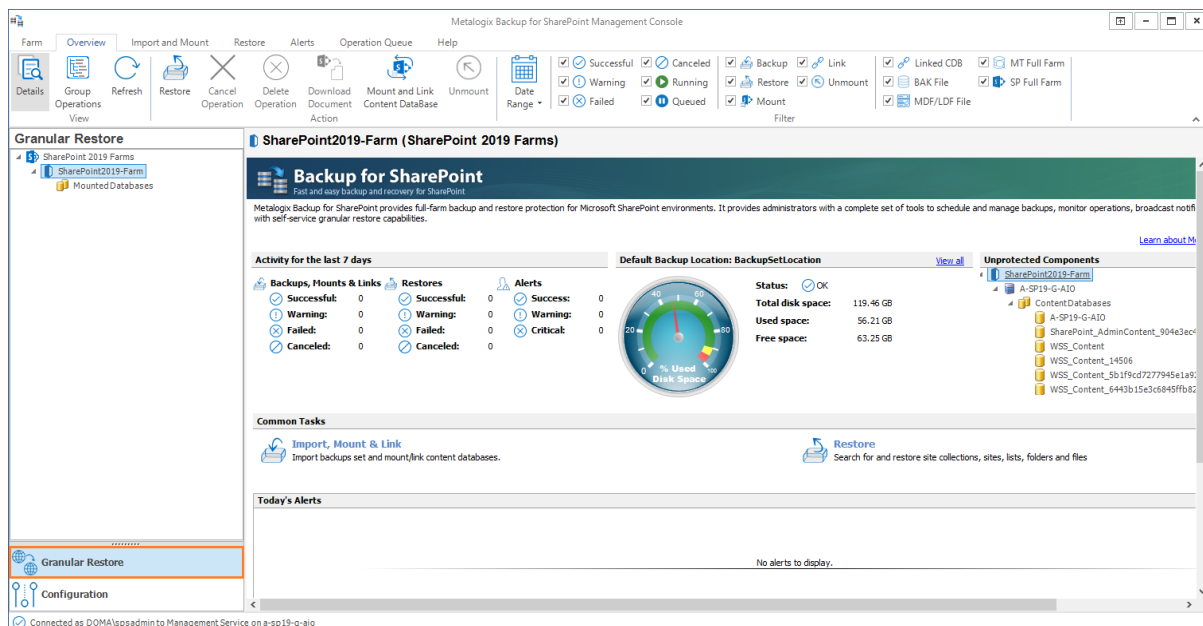 Metalogix Backup for SharePoint Management Console
Farm Overview Import and Mount Restore Alerts Operation Queue Help
Details Group Operations Refresh Restore Cancel Operation Delete Operation Download Document Mount and Link Content DataBase Unmount Date Range
Successful Canceled Backup Link Linked CDB MT Full Farm
Warning Running Restore Unmount BAK File SP Full Farm
Failed Queued Mount MDF/LDF File
View Action Filter
Granular Restore
SharePoint 2019 Farms
SharePoint2019-Farm
Mounted Databases
SharePoint2019-Farm (SharePoint 2019 Farms)
Backup for SharePoint
Fast and easy backup and recovery for SharePoint
Metalogix Backup for SharePoint provides full-farm backup and restore protection for Microsoft SharePoint environments. It provides administrators with a complete set of tools to schedule and manage backups, monitor operations, broadcast notifi
with self-service granular restore capabilities.
Learn about M
Activity for the last 7 days
Backups, Mounts & Links Restores Alerts
Successful: 0 Successful: 0 Success: 0
Warning: 0 Warning: 0 Warning: 0
Failed: 0 Failed: 0 Critical: 0
Canceled: 0 Canceled: 0
Default Backup Location: BackupSetLocation View all
0 20 40 60 80 100
% Used
Disk Space
Status: OK
Total disk space: 119.46 GB
Used space: 56.21 GB
Free space: 63.25 GB
Unprotected Components
SharePoint2019-Farm
A-SP19-G-AIO
ContentDatabases
A-SP19-G-AIO
SharePoint_AdminContent_904e3ec4
WSS_Content
WSS_Content_14506
WSS_Content_5b1f9cd7277945e1a92
WSS_Content_6443b15e3c6845ffb82
Common Tasks
Import, Mount & Link
Import backups set and mount/link content databases.
Restore
Search for and restore site collections, sites, lists, folders and files
Today's Alerts
No alerts to display.
Granular Restore
Configuration
Connected as DOMA\spsadmin to Management Service on a-sp19-g-aio